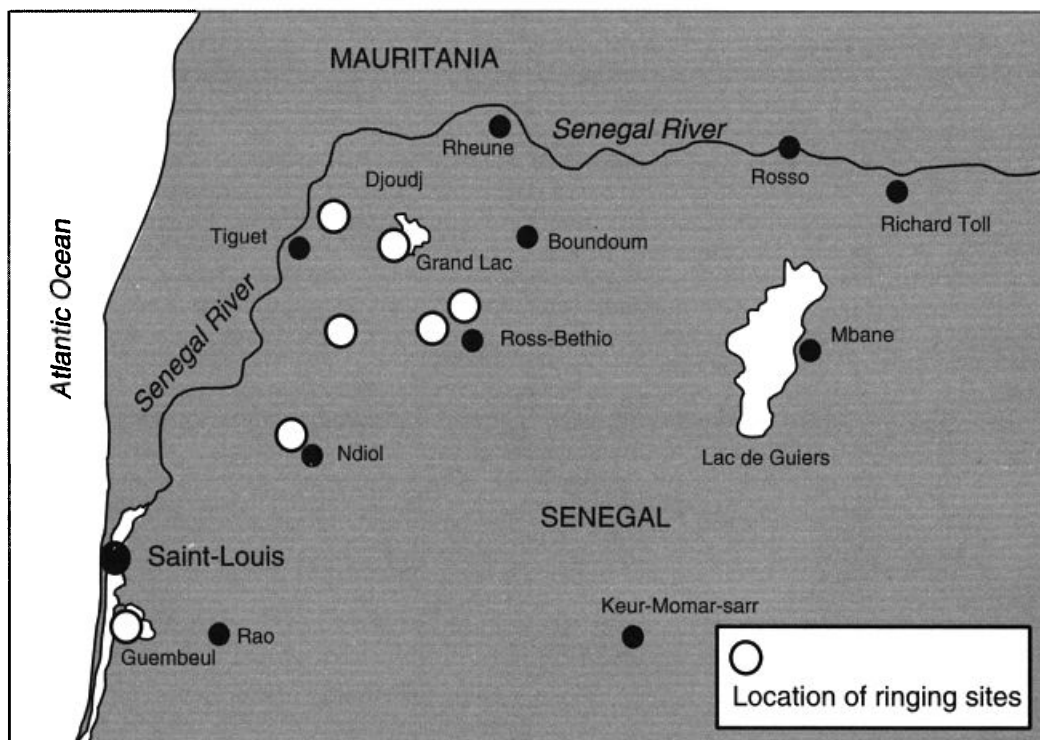 MAURITANIA
Senegal River
Rheune
Rosso
Djoudj
Richard Toll
Tiguet
Boundoum
Grand Lac
Atlantic Ocean
Senegal River
Ross-Bethio
Mbane
Ndiol
Lac de Guiers
SENEGAL
Saint-Louis
Keur-Momar-sarr
Rao
Guembeul
Location of ringing sites